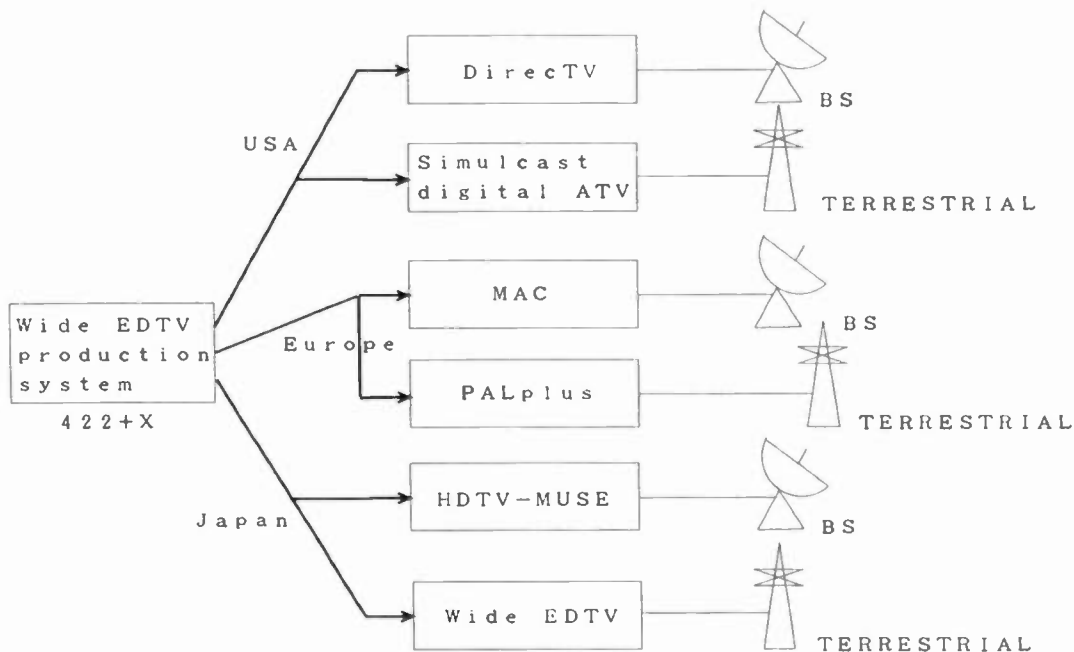 DirecTV
BS
USA
Simulcast
digital ATV
TERRESTRIAL
MAC
BS
Wide EDTV
production
system
422+X
Europe
PALplus
TERRESTRIAL
HDTV-MUSE
BS
Japan
Wide EDTV
TERRESTRIAL